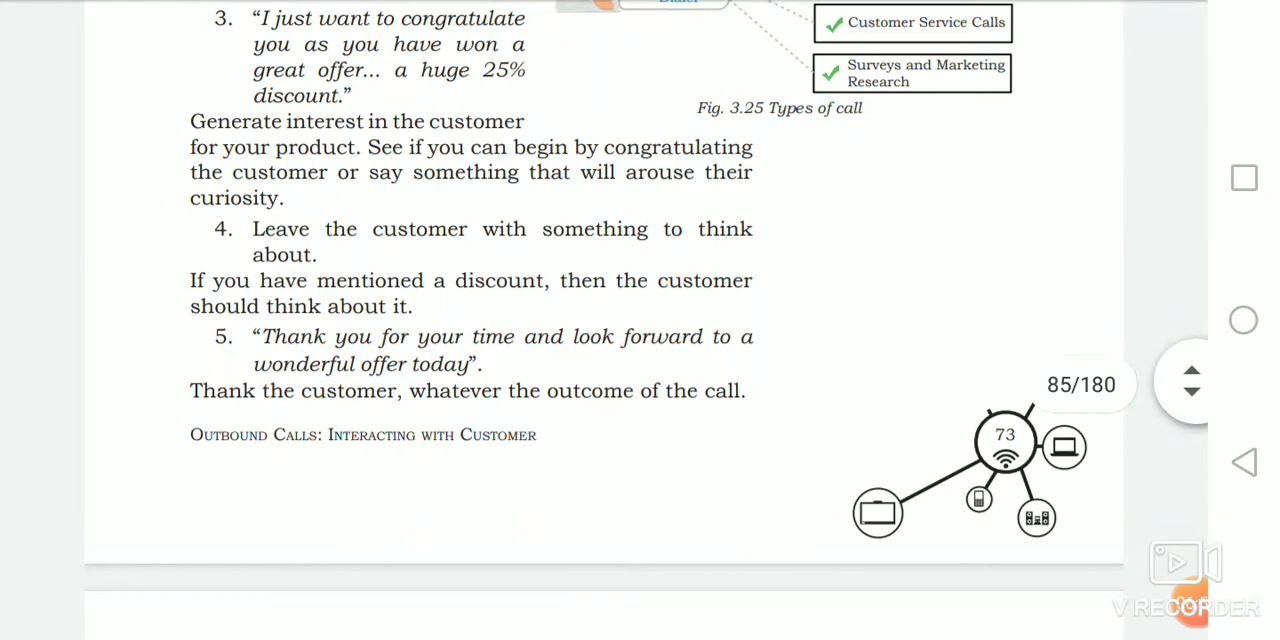 3. “I just want to congratulate
you as you have won a
great offer... a huge 25%
discount.”
Generate interest in the customer
for your product. See if you can begin by congratulating
the customer or say something that will arouse their
curiosity.
4. Leave the customer with something to think
about.
If you have mentioned a discount, then the customer
should think about it.
5. “Thank you for your time and look forward to a
wonderful offer today”.
Thank the customer, whatever the outcome of the call.
OUTBOUND CALLS: INTERACTING WITH CUSTOMER
Customer Service Calls
Surveys and Marketing
Research
Fig. 3.25 Types of call
85/180
73
V RECORDER